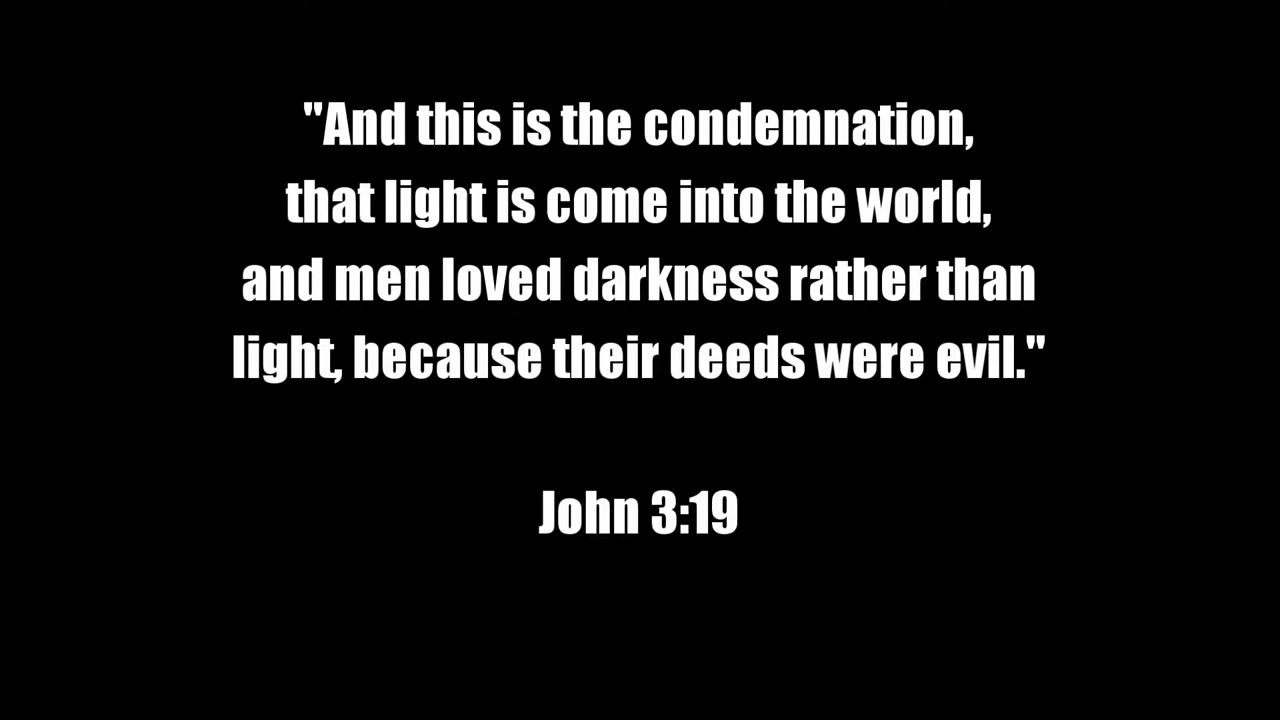 "And this is the condemnation,
that light is come into the world,
and men loved darkness rather than
light, because their deeds were evil."
John 3:19